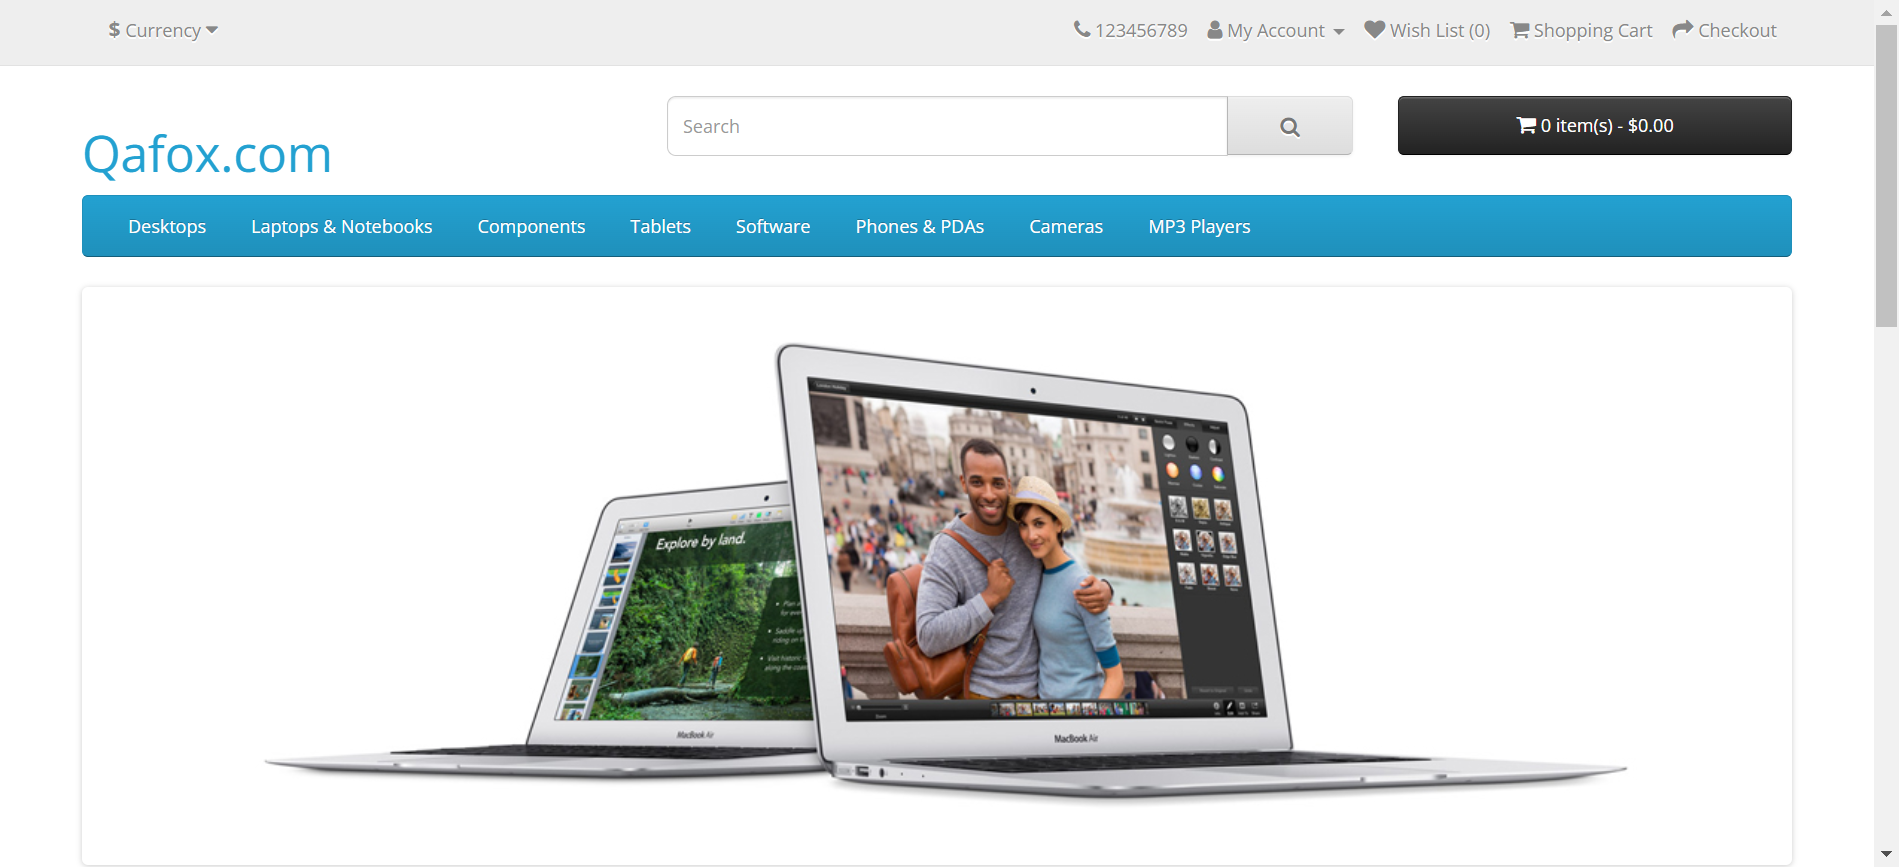 $ Currency
123456789 My Account Wish List (0) Shopping Cart Checkout
Search
0 item(s) - $0.00
Qafox.com
Desktops Laptops & Notebooks Components Tablets Software Phones & PDAs Cameras MP3 Players
Explore by land.
MacBook Air
MacBook Air